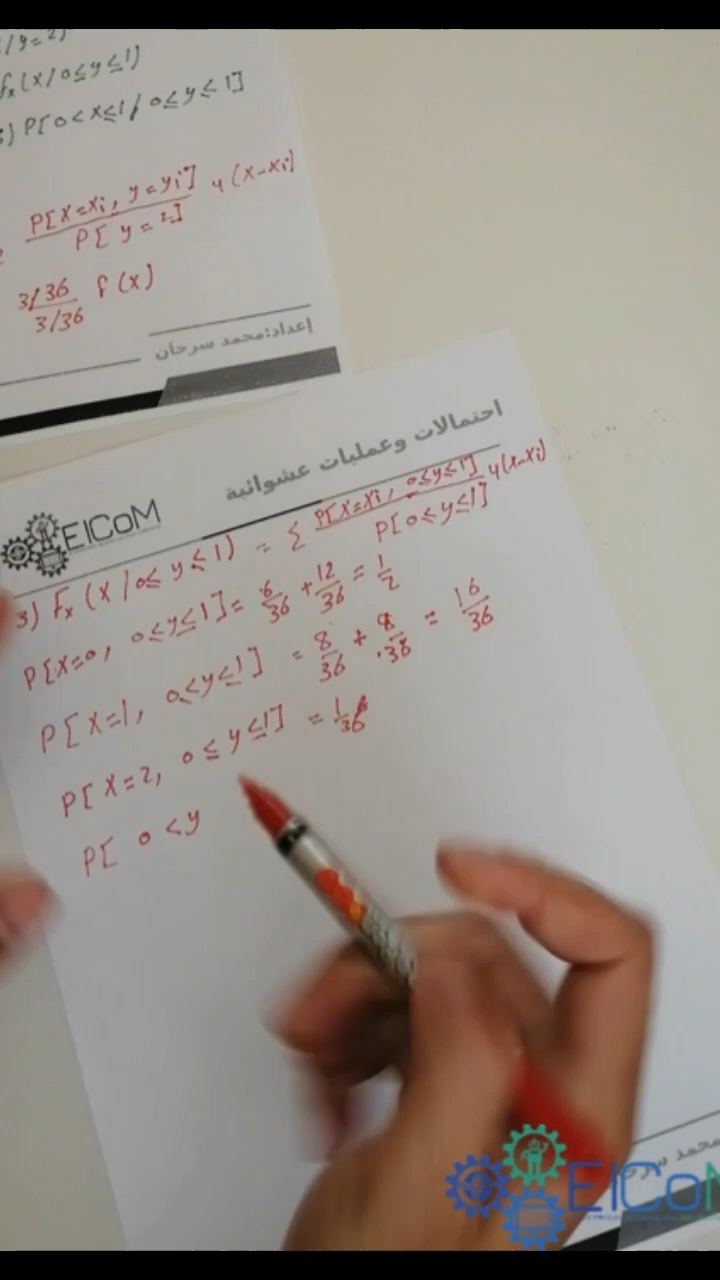 /y=2)
fx(x/0≤y≤1)
3) P[0<x≤1/0≤y≤1]
P[X=xi, y=yi] / P[y=2] u(x-xi)
3/36 / 3/36 f(x)
إعداد:محمد سرحان
احتمالات وعمليات عشوائية
EICoM
3) Fx(x/0≤y≤1) = Σ P[X=xi, 0≤y≤1] / P[0≤y≤1] u(x-xi)
P[X=0, 0≤y≤1] = 6/36 + 12/36 = 1/2
P[X=1, 0≤y≤1] = 8/36 + 8/36 = 16/36
P[X=2, 0≤y≤1] = 1/36
P[0<y
EICoM